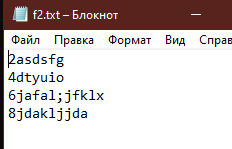 f2.txt – Блокнот
Файл Правка Формат Вид Справ
2asdsfg
4dtyuio
6jafal;jfklx
8jdakljjda